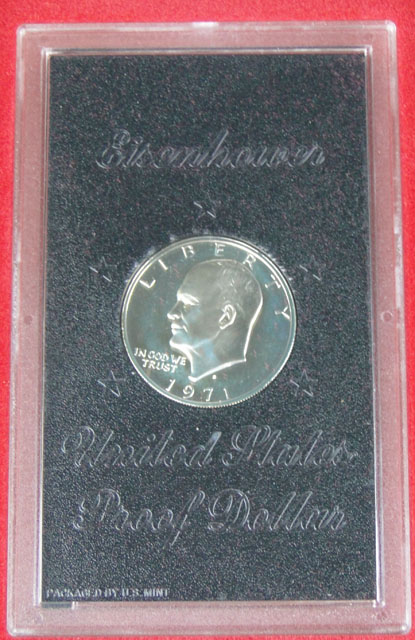 Eisenhower
LIBERTY
IN GOD WE
TRUST
1971
United States
Proof Dollar
PACKAGED BY U.S. MINT